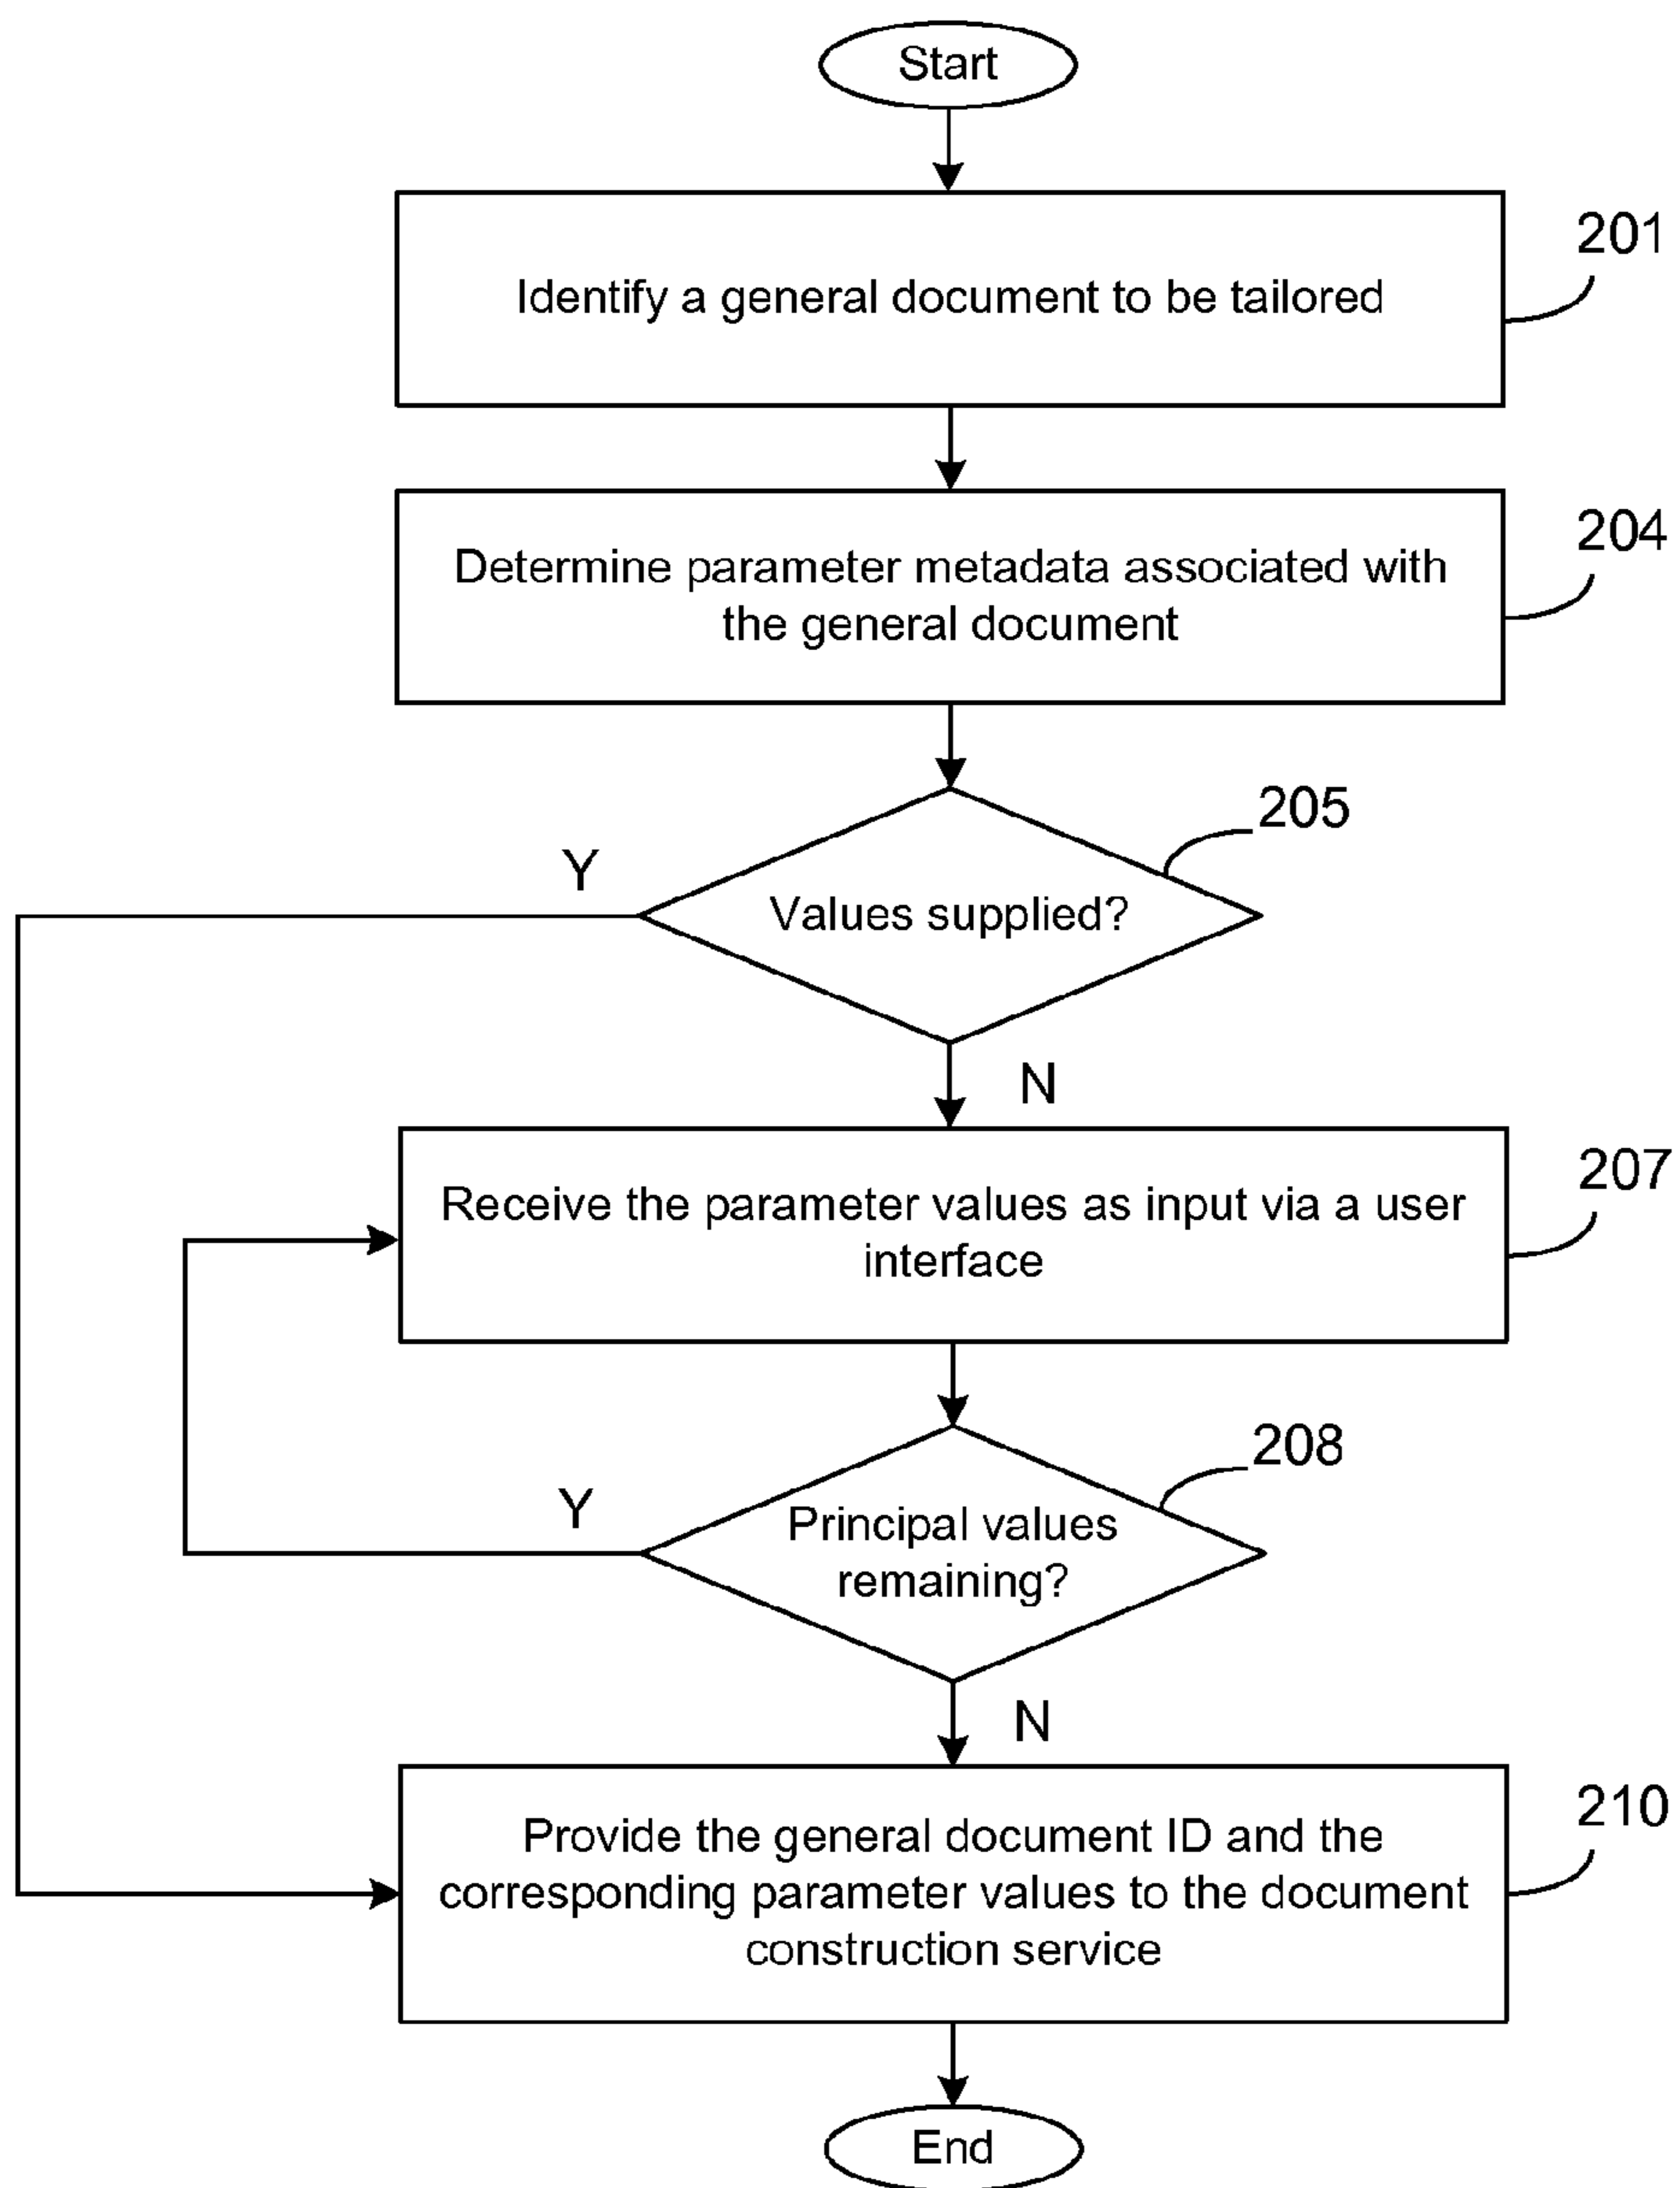 Start
201
Identify a general document to be tailored
204
Determine parameter metadata associated with
the general document
205
Y
Values supplied?
N
207
Receive the parameter values as input via a user
interface
208
Y
Principal values
remaining?
N
210
Provide the general document ID and the
corresponding parameter values to the document
construction service
End